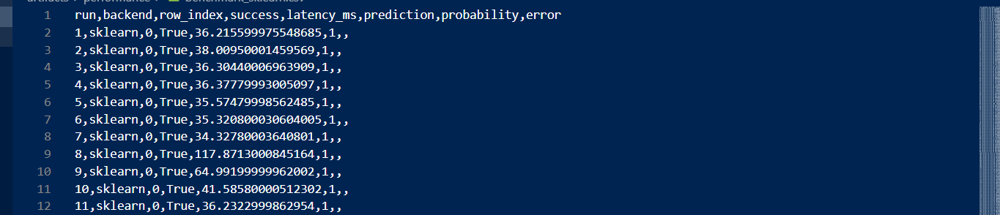 artifacts > performance > benchmark_sklearn.csv
1 run,backend,row_index,success,latency_ms,prediction,probability,error
2 1,sklearn,0,True,36.215599975548685,1,,
3 2,sklearn,0,True,38.00950001459569,1,,
4 3,sklearn,0,True,36.30440006963909,1,,
5 4,sklearn,0,True,36.37779993005097,1,,
6 5,sklearn,0,True,35.57479998562485,1,,
7 6,sklearn,0,True,35.320800030604005,1,,
8 7,sklearn,0,True,34.32780003640801,1,,
9 8,sklearn,0,True,117.8713000845164,1,,
10 9,sklearn,0,True,64.99199999962002,1,,
11 10,sklearn,0,True,41.58580000512302,1,,
12 11,sklearn,0,True,36.2322999862954,1,,